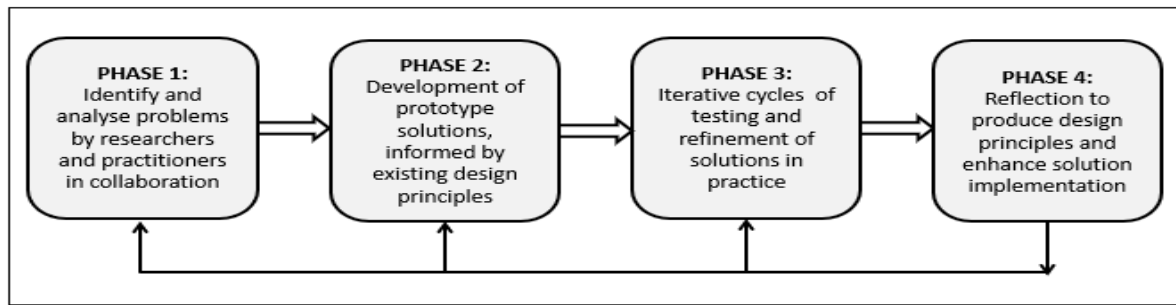 PHASE 1:
Identify and
analyse problems
by researchers
and practitioners
in collaboration
PHASE 2:
Development of
prototype
solutions,
informed by
existing design
principles
PHASE 3:
Iterative cycles of
testing and
refinement of
solutions in
practice
PHASE 4:
Reflection to
produce design
principles and
enhance solution
implementation